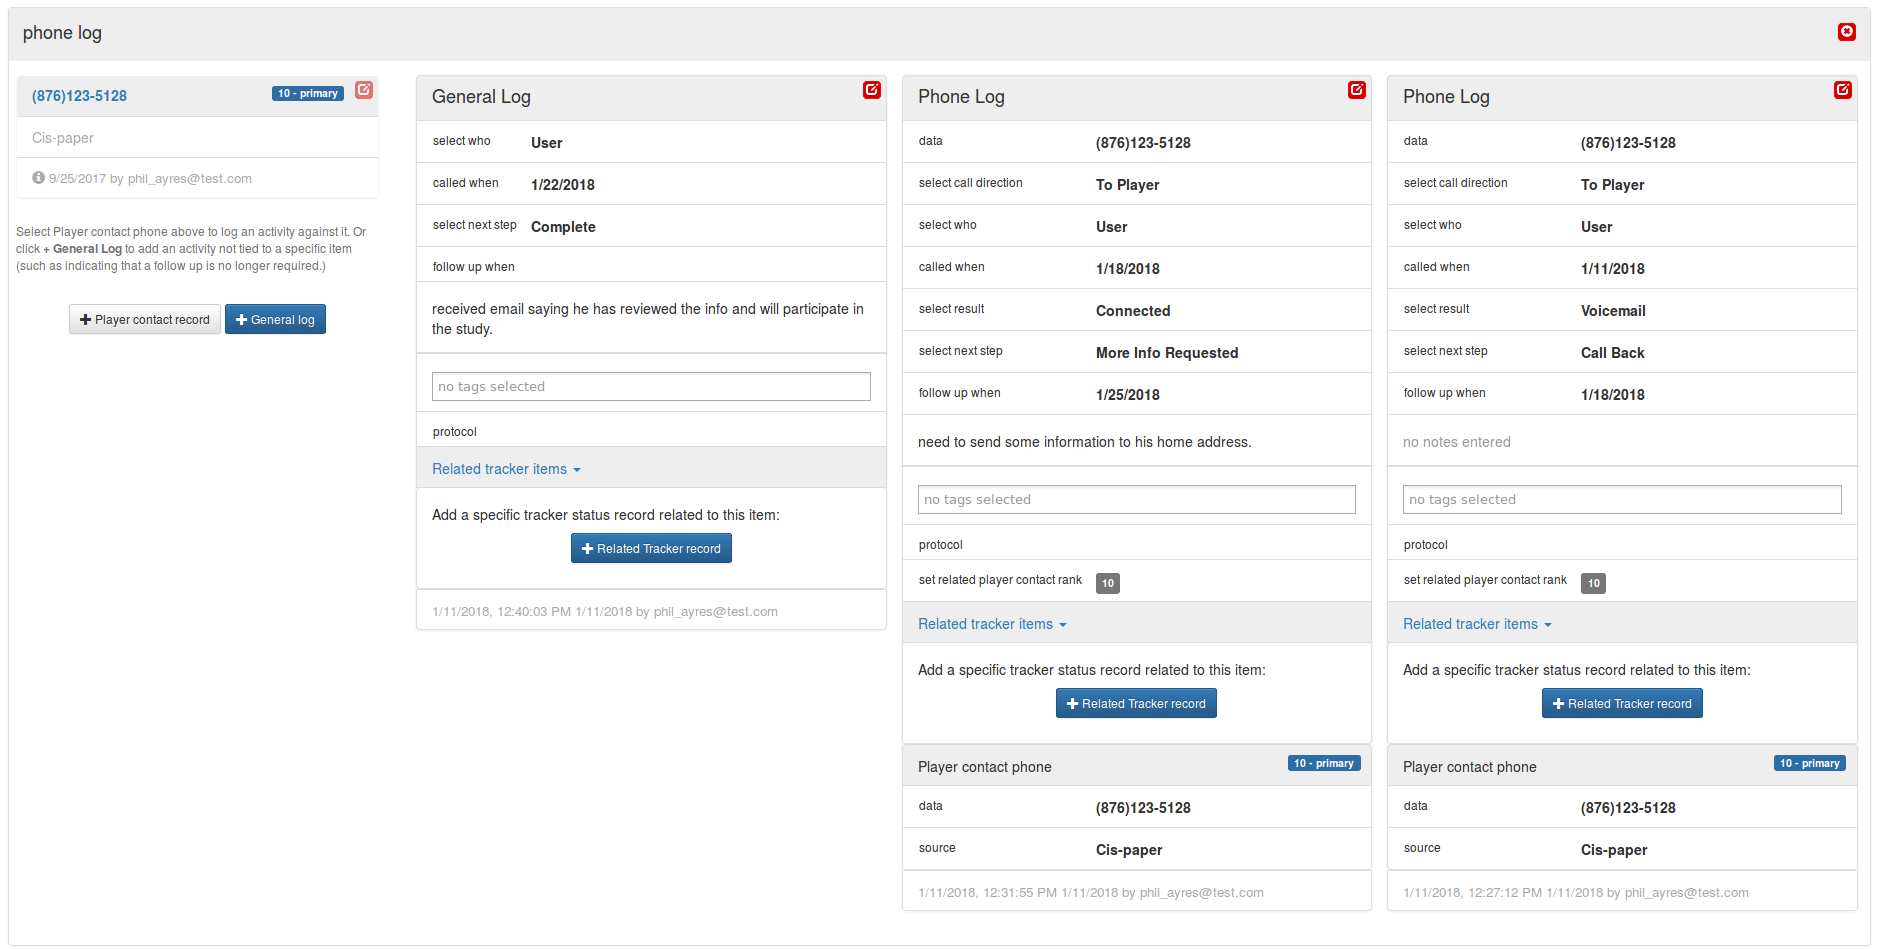 phone log
(876)123-5128
10 - primary
Cis-paper
9/25/2017 by phil_ayres@test.com
Select Player contact phone above to log an activity against it. Or
click + General Log to add an activity not tied to a specific item
(such as indicating that a follow up is no longer required.)
+ Player contact record
+ General log
General Log
select who User
called when 1/22/2018
select next step Complete
follow up when
received email saying he has reviewed the info and will participate in
the study.
no tags selected
protocol
Related tracker items
Add a specific tracker status record related to this item:
+ Related Tracker record
1/11/2018, 12:40:03 PM 1/11/2018 by phil_ayres@test.com
Phone Log
data (876)123-5128
select call direction To Player
select who User
called when 1/18/2018
select result Connected
select next step More Info Requested
follow up when 1/25/2018
need to send some information to his home address.
no tags selected
protocol
set related player contact rank 10
Related tracker items
Add a specific tracker status record related to this item:
+ Related Tracker record
Player contact phone 10 - primary
data (876)123-5128
source Cis-paper
1/11/2018, 12:31:55 PM 1/11/2018 by phil_ayres@test.com
Phone Log
data (876)123-5128
select call direction To Player
select who User
called when 1/11/2018
select result Voicemail
select next step Call Back
follow up when 1/18/2018
no notes entered
no tags selected
protocol
set related player contact rank 10
Related tracker items
Add a specific tracker status record related to this item:
+ Related Tracker record
Player contact phone 10 - primary
data (876)123-5128
source Cis-paper
1/11/2018, 12:27:12 PM 1/11/2018 by phil_ayres@test.com